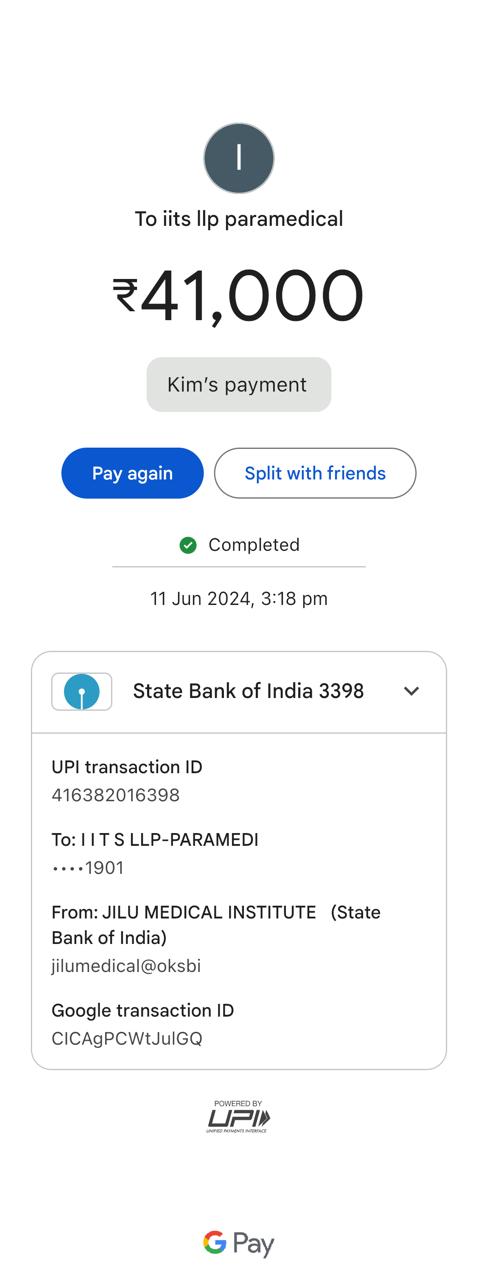 I
To iits llp paramedical
₹41,000
Kim's payment
Pay again
Split with friends
Completed
11 Jun 2024, 3:18 pm
State Bank of India 3398
UPI transaction ID
416382016398
To: I I T S LLP-PARAMEDI
••••1901
From: JILU MEDICAL INSTITUTE (State
Bank of India)
jilumedical@oksbi
Google transaction ID
CICAgPCWtJulGQ
POWERED BY
UPI
UNIFIED PAYMENTS INTERFACE
G Pay